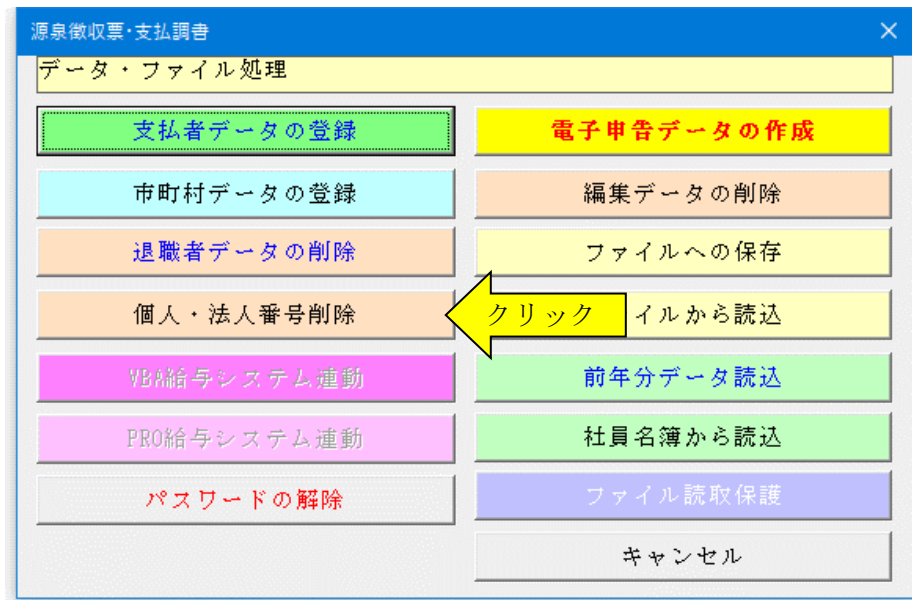 源泉徴収票・支払調書
データ・ファイル処理
支払者データの登録
電子申告データの作成
市町村データの登録
編集データの削除
退職者データの削除
ファイルへの保存
個人・法人番号削除
クリック
イルから読込
VBA給与システム連動
前年分データ読込
PRO給与システム連動
社員名簿から読込
パスワードの解除
ファイル読取保護
キャンセル